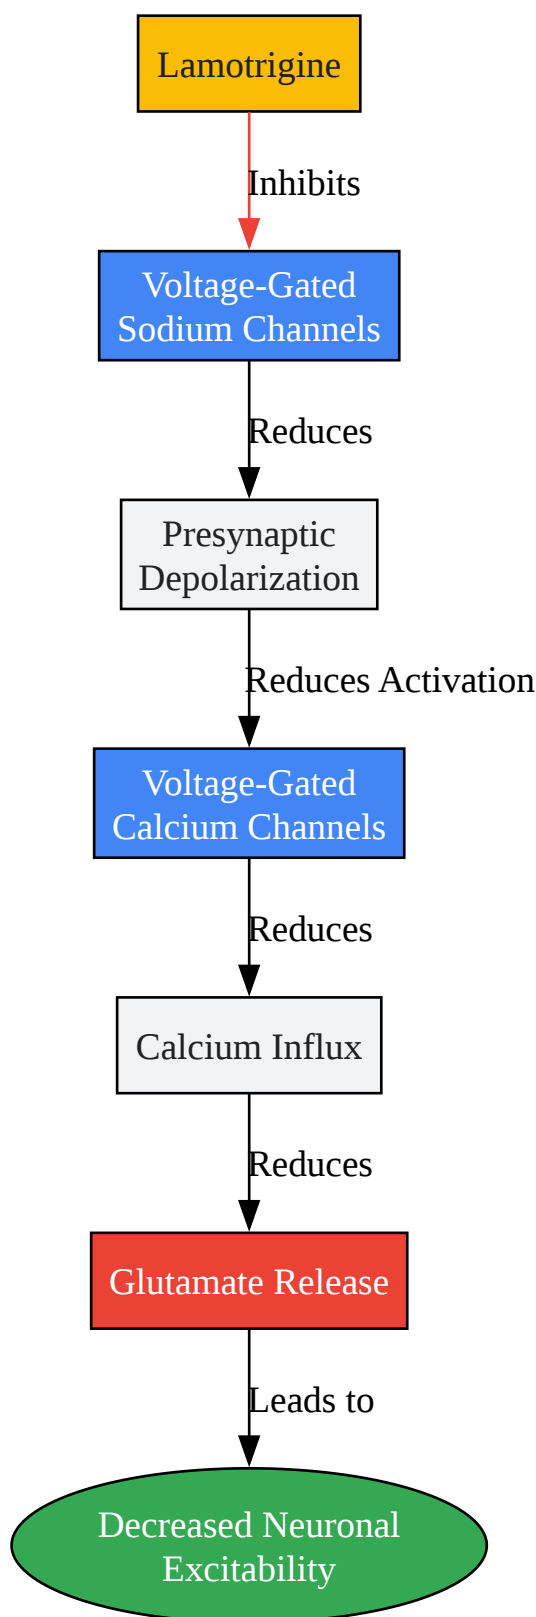 Lamotrigine
Inhibits
Voltage-Gated
Sodium Channels
Reduces
Presynaptic
Depolarization
Reduces Activation
Voltage-Gated
Calcium Channels
Reduces
Calcium Influx
Reduces
Glutamate Release
Leads to
Decreased Neuronal
Excitability